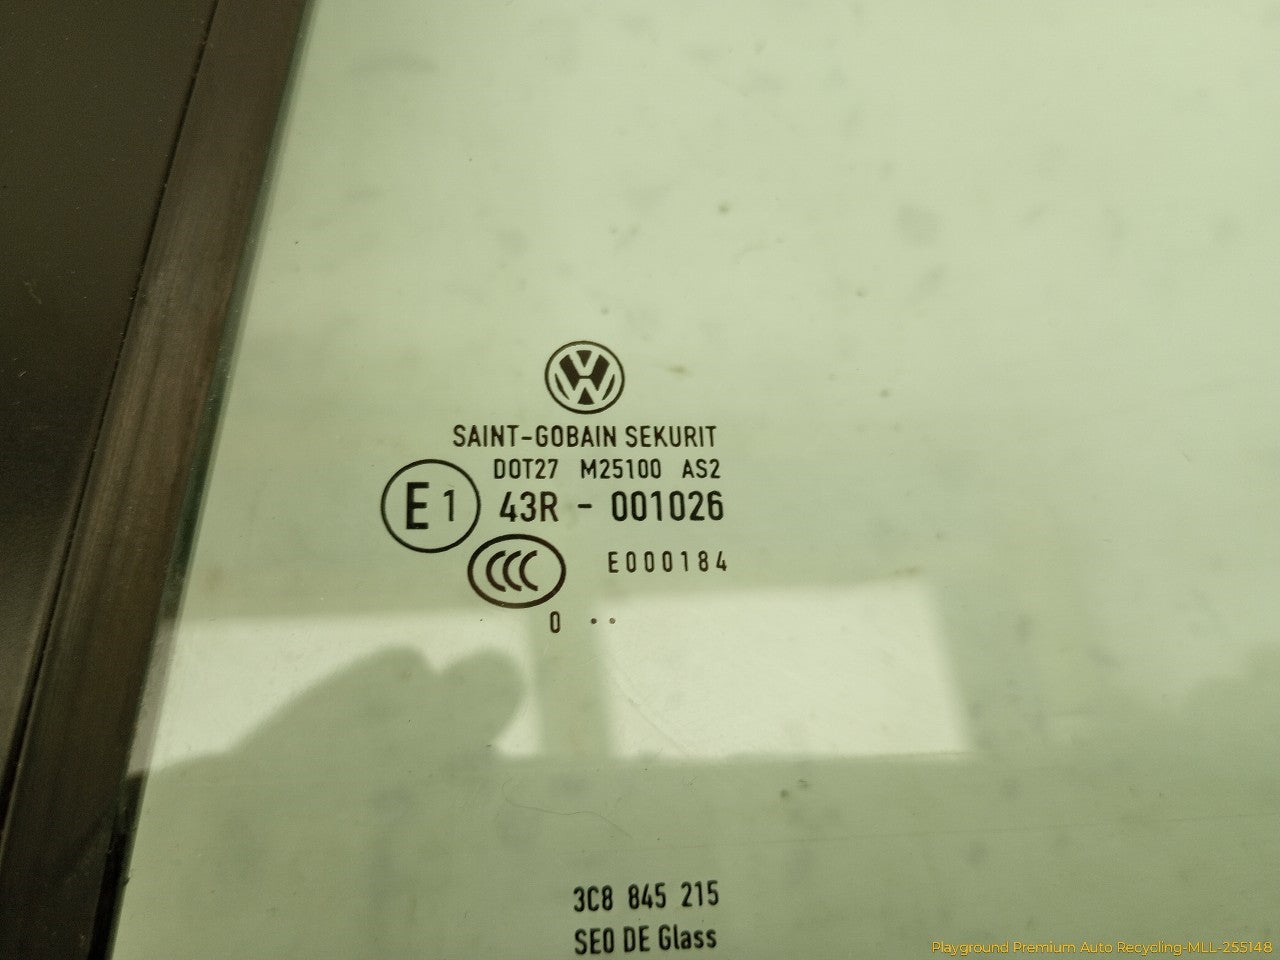 SAINT-GOBAIN SEKURIT
DOT27 M25100 AS2
E1 43R - 001026
CCC E000184
0 ..
3C8 845 215
SEO DE Glass
Playground Premium Auto Recycling-MLL-255148